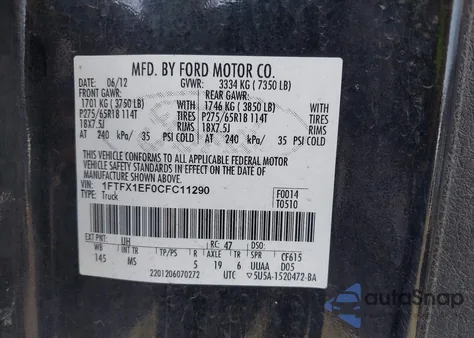 MFD. BY FORD MOTOR CO.
DATE: 06/12 GVWR: 3334 KG ( 7350 LB)
FRONT GAWR: REAR GAWR:
1701 KG ( 3750 LB) 1746 KG ( 3850 LB)
P275/65R18 114T TIRES P275/65R18 114T
18X7.5J RIMS 18X7.5J
AT 240 kPa/ 35 PSI COLD AT 240 kPa/ 35 PSI COLD
THIS VEHICLE CONFORMS TO ALL APPLICABLE FEDERAL MOTOR
VEHICLE SAFETY STANDARDS IN EFFECT ON THE DATE OF
MANUFACTURE SHOWN ABOVE.
VIN: 1FTFX1EF0CFC11290 F0014
TYPE: Truck T0510
EXT PNT: UH RC: 47 DSO:
WB INT TR TP/PS R AXLE TR SPR CF615
145 MS 5 19 6 UUAA D05
2201206070272 UTC ▽5U5A-1520472-BA
autoSnap